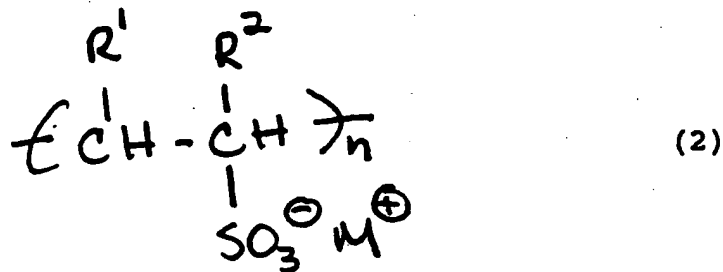 R¹ R²
-(CH-CH)-n (2)
SO₃⊖ M⊕